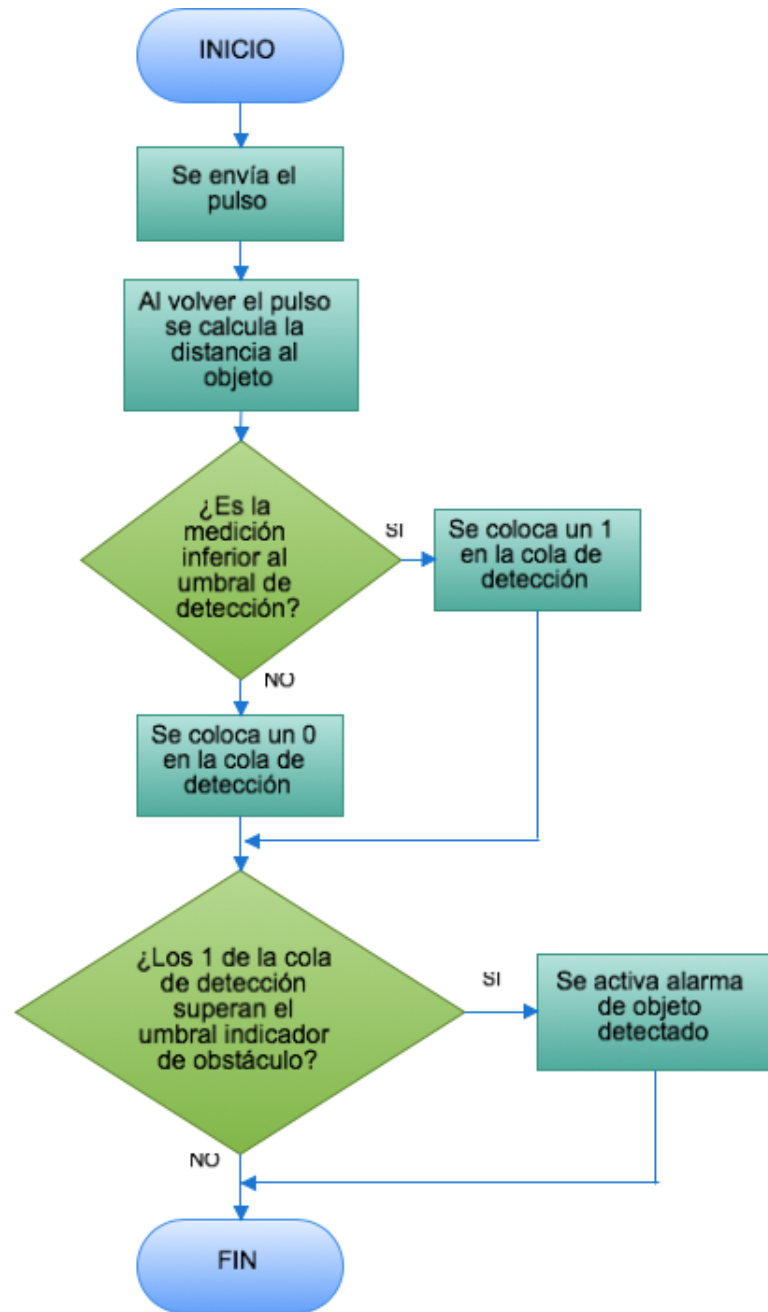 INICIO
Se envía el
pulso
Al volver el pulso
se calcula la
distancia al
objeto
¿Es la
medición
inferior al
umbral de
detección?
SI
Se coloca un 1
en la cola de
detección
NO
Se coloca un 0
en la cola de
detección
¿Los 1 de la cola
de detección
superan el
umbral indicador
de obstáculo?
SI
Se activa alarma
de objeto
detectado
NO
FIN